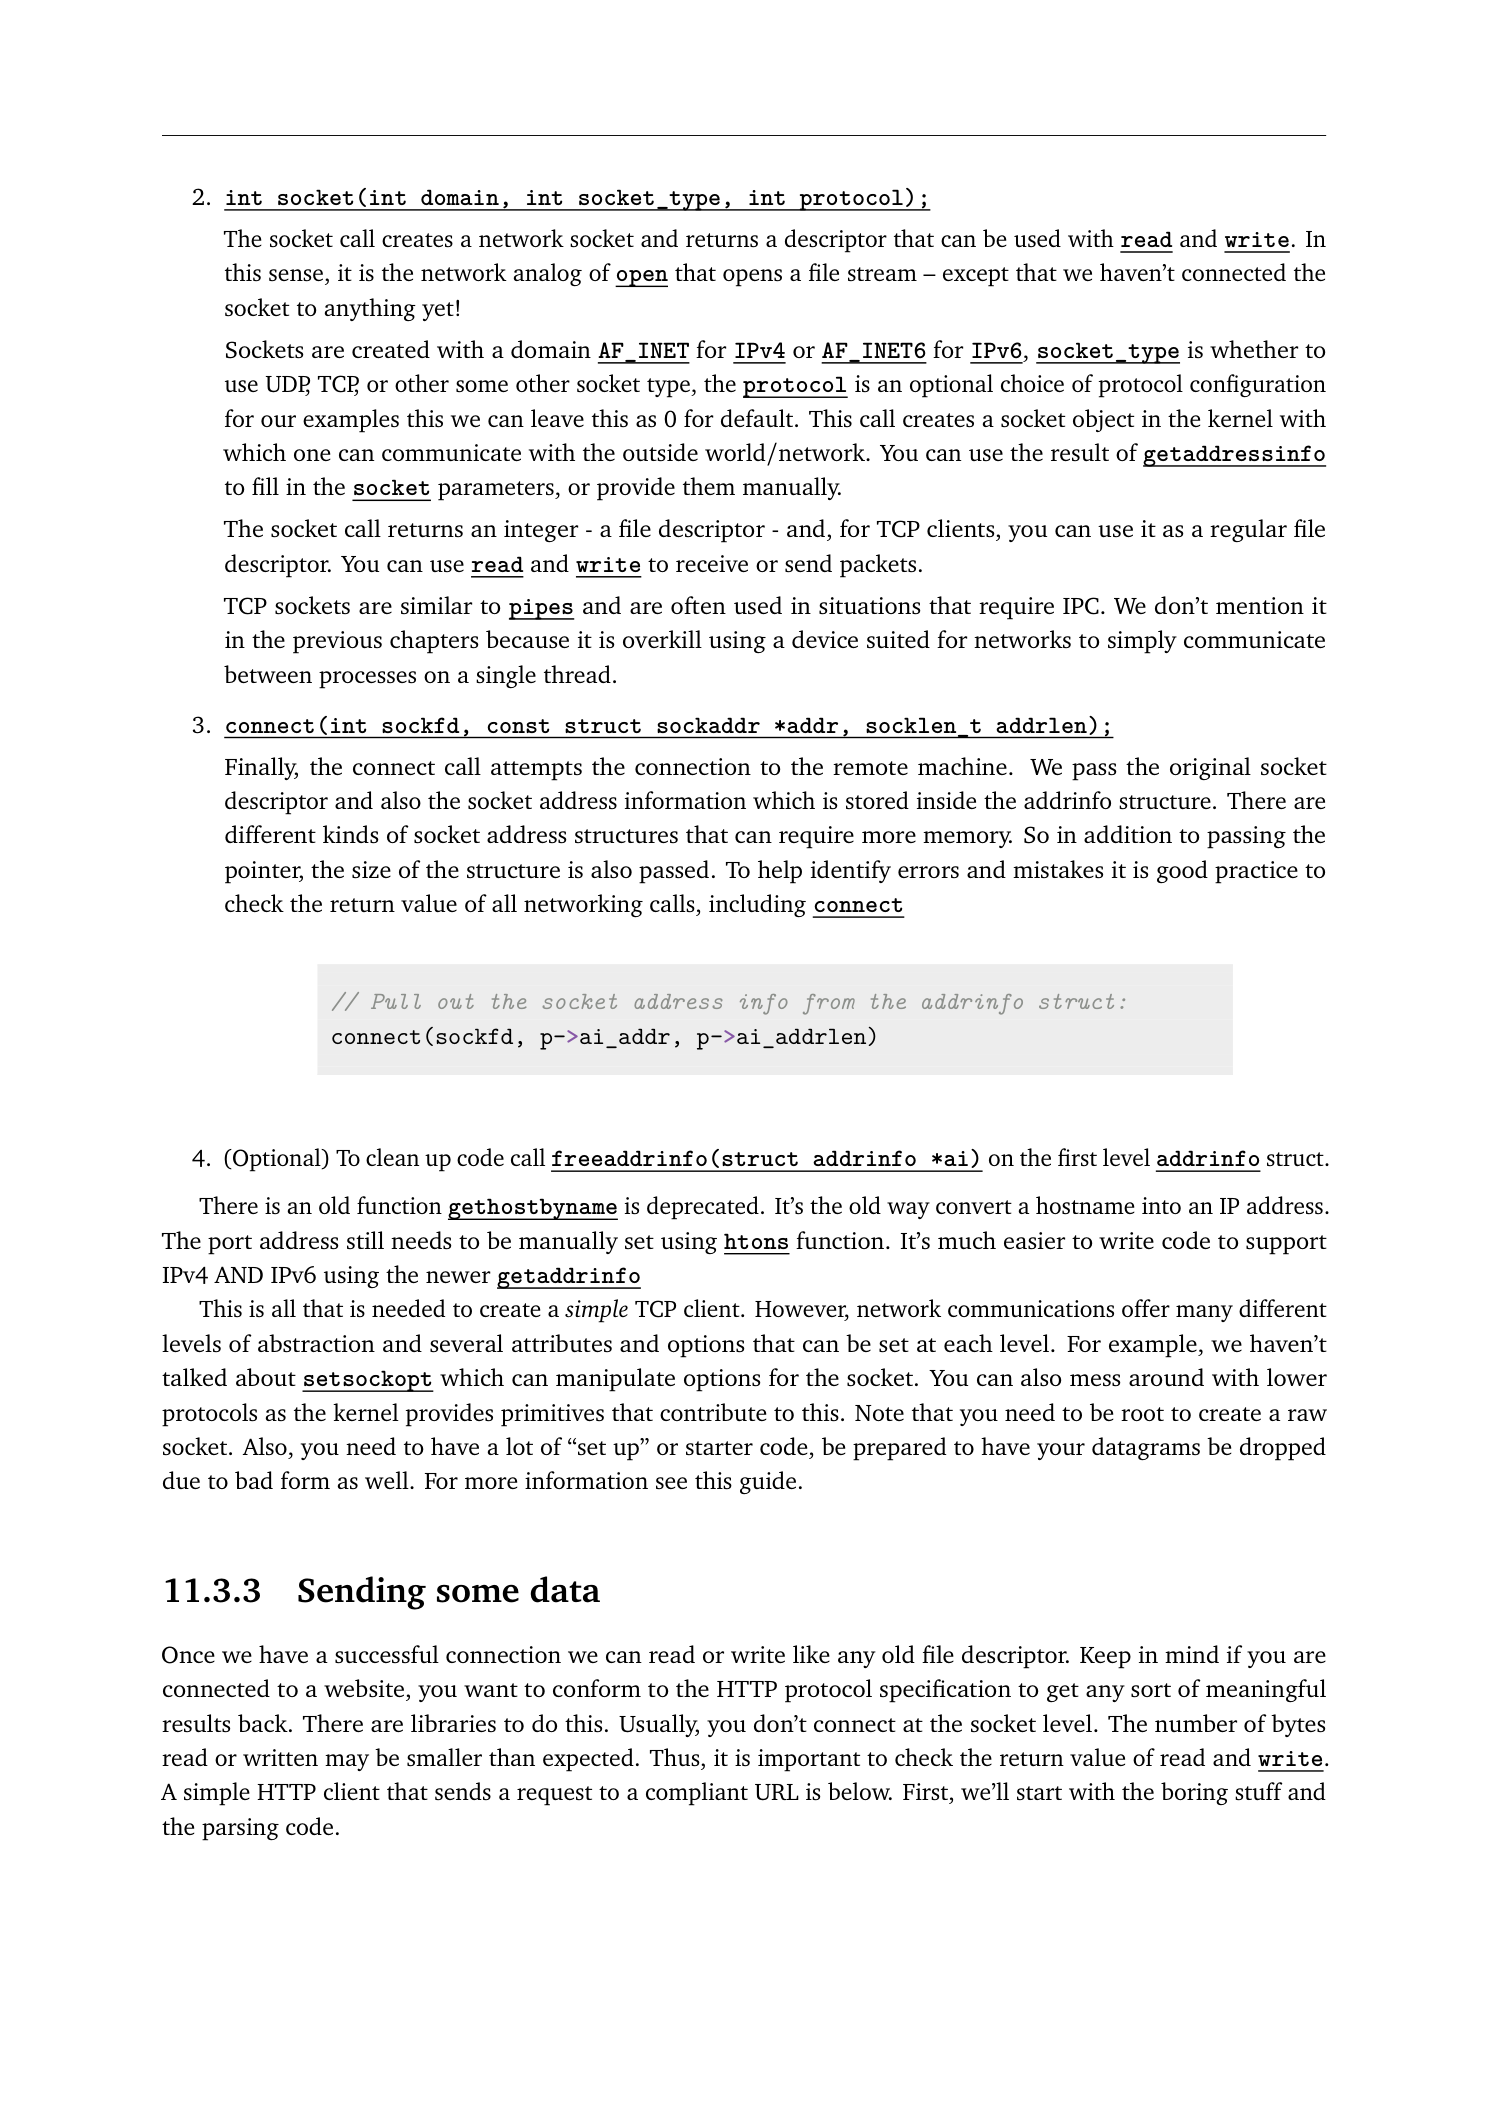 2. int socket(int domain, int socket_type, int protocol);
The socket call creates a network socket and returns a descriptor that can be used with read and write. In
this sense, it is the network analog of open that opens a file stream – except that we haven’t connected the
socket to anything yet!
Sockets are created with a domain AF_INET for IPv4 or AF_INET6 for IPv6, socket_type is whether to
use UDP, TCP, or other some other socket type, the protocol is an optional choice of protocol configuration
for our examples this we can leave this as 0 for default. This call creates a socket object in the kernel with
which one can communicate with the outside world/network. You can use the result of getaddressinfo
to fill in the socket parameters, or provide them manually.
The socket call returns an integer - a file descriptor - and, for TCP clients, you can use it as a regular file
descriptor. You can use read and write to receive or send packets.
TCP sockets are similar to pipes and are often used in situations that require IPC. We don’t mention it
in the previous chapters because it is overkill using a device suited for networks to simply communicate
between processes on a single thread.
3. connect(int sockfd, const struct sockaddr *addr, socklen_t addrlen);
Finally, the connect call attempts the connection to the remote machine. We pass the original socket
descriptor and also the socket address information which is stored inside the addrinfo structure. There are
different kinds of socket address structures that can require more memory. So in addition to passing the
pointer, the size of the structure is also passed. To help identify errors and mistakes it is good practice to
check the return value of all networking calls, including connect
// Pull out the socket address info from the addrinfo struct:
connect(sockfd, p->ai_addr, p->ai_addrlen)
4. (Optional) To clean up code call freeaddrinfo(struct addrinfo *ai) on the first level addrinfo struct.
There is an old function gethostbyname is deprecated. It’s the old way convert a hostname into an IP address.
The port address still needs to be manually set using htons function. It’s much easier to write code to support
IPv4 AND IPv6 using the newer getaddrinfo
This is all that is needed to create a simple TCP client. However, network communications offer many different
levels of abstraction and several attributes and options that can be set at each level. For example, we haven’t
talked about setsockopt which can manipulate options for the socket. You can also mess around with lower
protocols as the kernel provides primitives that contribute to this. Note that you need to be root to create a raw
socket. Also, you need to have a lot of “set up” or starter code, be prepared to have your datagrams be dropped
due to bad form as well. For more information see this guide.
11.3.3 Sending some data
Once we have a successful connection we can read or write like any old file descriptor. Keep in mind if you are
connected to a website, you want to conform to the HTTP protocol specification to get any sort of meaningful
results back. There are libraries to do this. Usually, you don’t connect at the socket level. The number of bytes
read or written may be smaller than expected. Thus, it is important to check the return value of read and write.
A simple HTTP client that sends a request to a compliant URL is below. First, we’ll start with the boring stuff and
the parsing code.